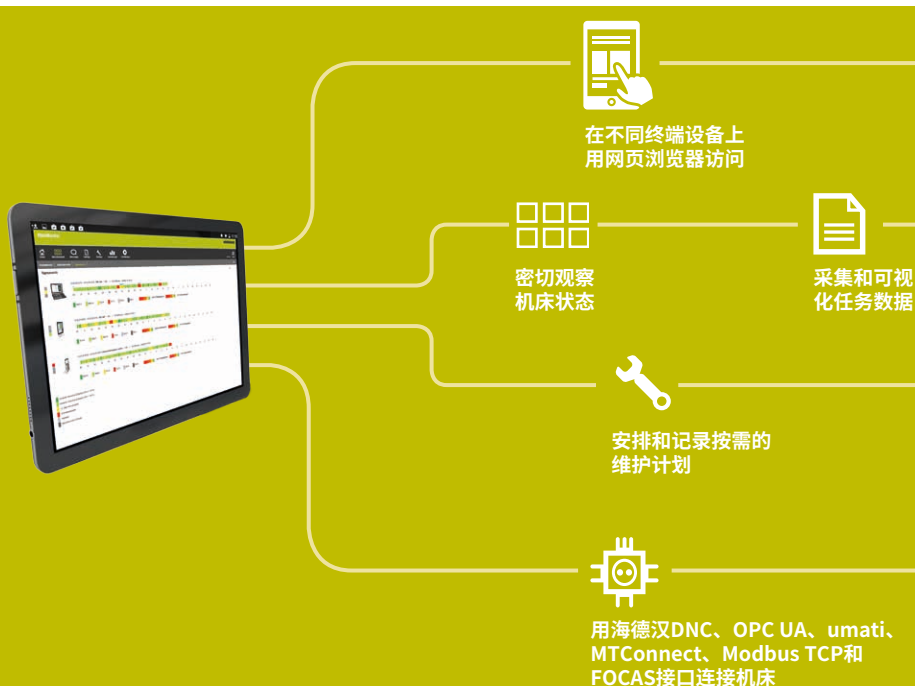 在不同终端设备上
用网页浏览器访问
密切观察
机床状态
采集和可视
化任务数据
安排和记录按需的
维护计划
用海德汉DNC、OPC UA、umati、
MTConnect、Modbus TCP和
FOCAS接口连接机床